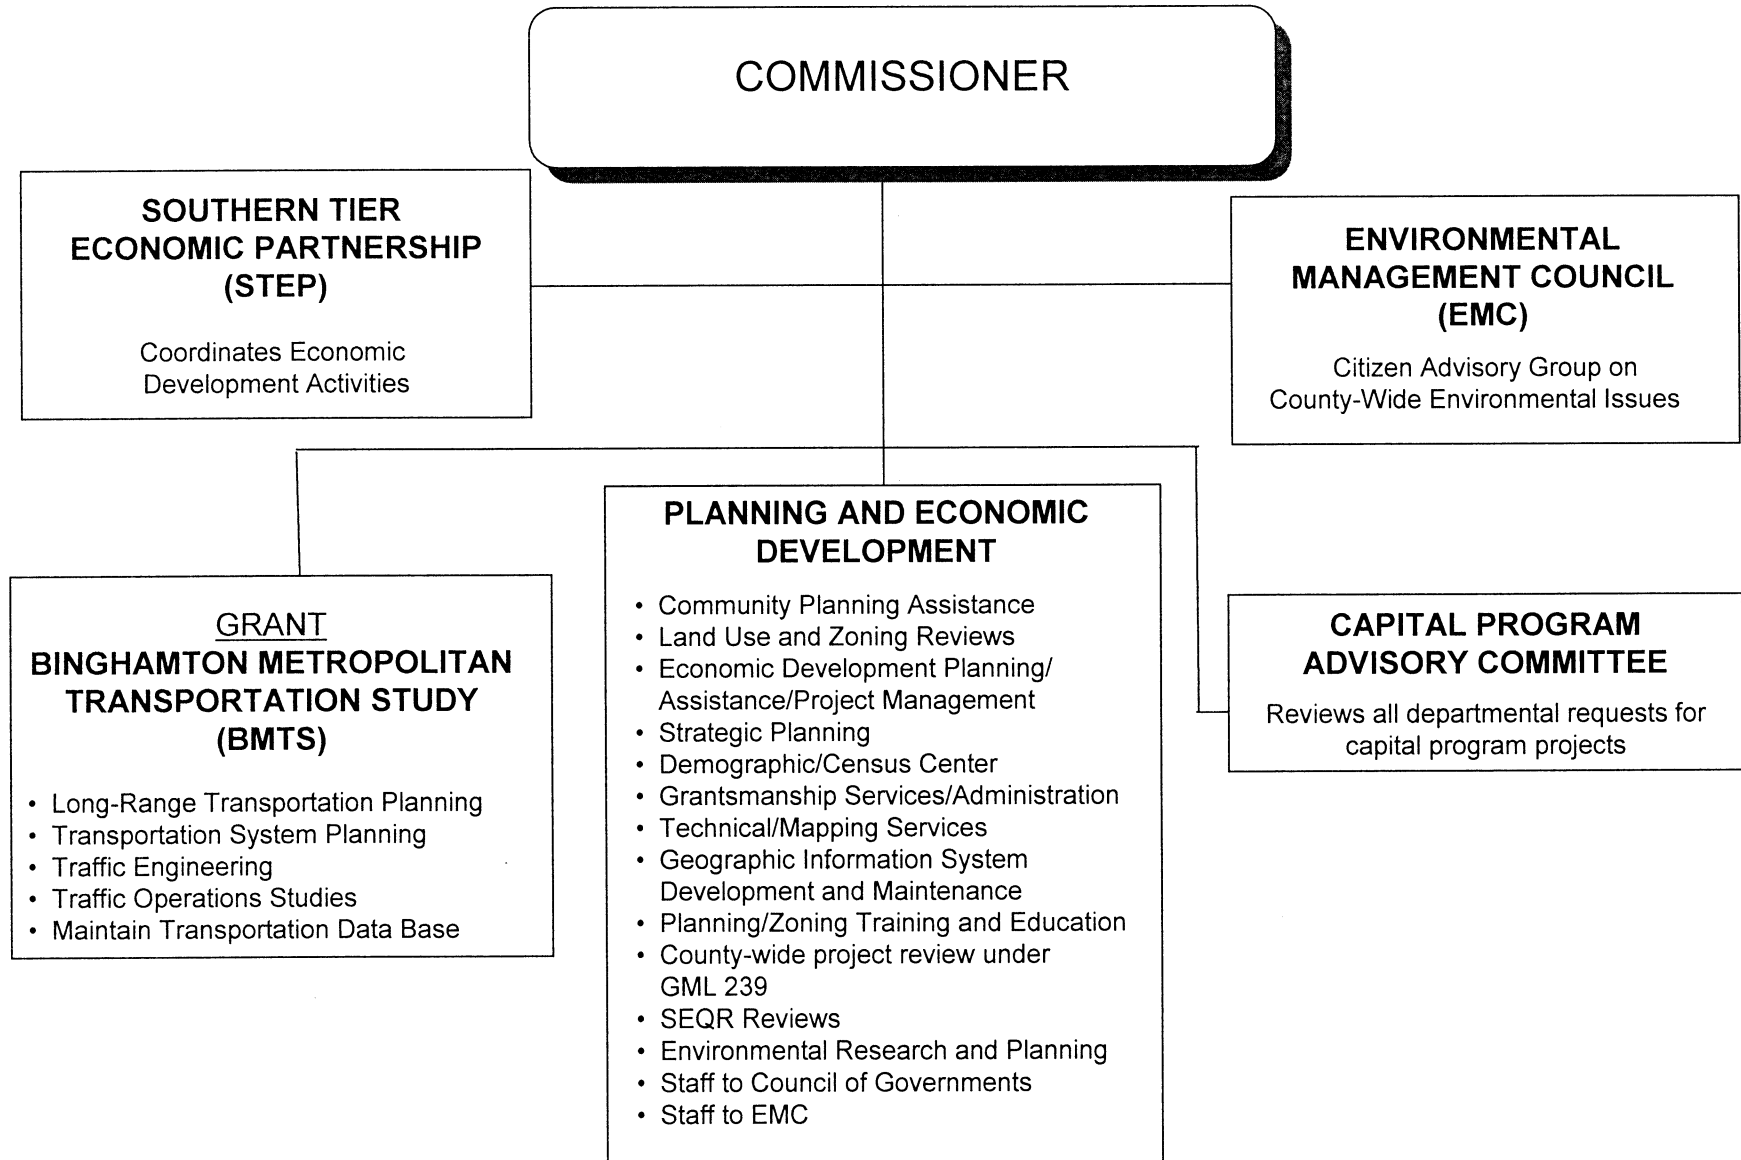 COMMISSIONER
SOUTHERN TIER
ECONOMIC PARTNERSHIP
(STEP)
Coordinates Economic
Development Activities
ENVIRONMENTAL
MANAGEMENT COUNCIL
(EMC)
Citizen Advisory Group on
County-Wide Environmental Issues
GRANT
BINGHAMTON METROPOLITAN
TRANSPORTATION STUDY
(BMTS)
• Long-Range Transportation Planning
• Transportation System Planning
• Traffic Engineering
• Traffic Operations Studies
• Maintain Transportation Data Base
PLANNING AND ECONOMIC
DEVELOPMENT
• Community Planning Assistance
• Land Use and Zoning Reviews
• Economic Development Planning/
Assistance/Project Management
• Strategic Planning
• Demographic/Census Center
• Grantsmanship Services/Administration
• Technical/Mapping Services
• Geographic Information System
Development and Maintenance
• Planning/Zoning Training and Education
• County-wide project review under
GML 239
• SEQR Reviews
• Environmental Research and Planning
• Staff to Council of Governments
• Staff to EMC
CAPITAL PROGRAM
ADVISORY COMMITTEE
Reviews all departmental requests for
capital program projects